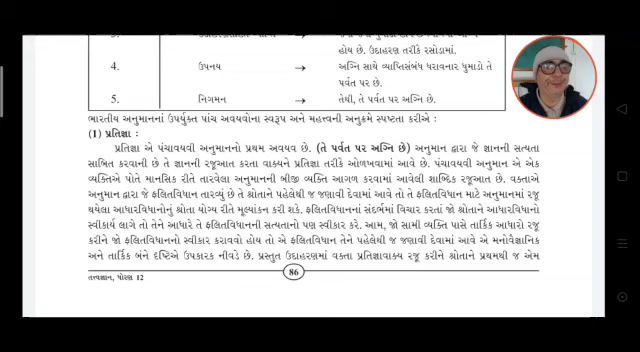 હોય છે. ઉદાહરણ તરીકે રસોડામાં.
4. ઉપનય → અગ્નિ સાથે વ્યાપ્તિસંબંધ ધરાવનાર ધુમાડો તે
પર્વત પર છે.
5. નિગમન → તેથી, તે પર્વત પર અગ્નિ છે.
ભારતીય અનુમાનનાં ઉપર્યુક્ત પાંચ અવયવોના સ્વરૂપ અને મહત્ત્વની અનુક્રમે સ્પષ્ટતા કરીએ :
(1) પ્રતિજ્ઞા :
પ્રતિજ્ઞા એ પંચાવયવી અનુમાનનો પ્રથમ અવયવ છે. (તે પર્વત પર અગ્નિ છે) અનુમાન દ્વારા જે જ્ઞાનની સત્યતા
સાબિત કરવાની છે તે જ્ઞાનની રજૂઆત કરતા વાક્યને પ્રતિજ્ઞા તરીકે ઓળખવામાં આવે છે. પંચાવયવી અનુમાન એ એક
વ્યક્તિએ પોતે માનસિક રીતે તારવેલા અનુમાનની બીજી વ્યક્તિ આગળ કરવામાં આવેલી શાબ્દિક રજૂઆત છે. વક્તાએ
અનુમાન દ્વારા જે ફલિતવિધાન તારવ્યું છે તે શ્રોતાને પહેલેથી જ જણાવી દેવામાં આવે તો તે ફલિતવિધાન માટે અનુમાનમાં રજૂ
થયેલા આધારવિધાનોનું શ્રોતા યોગ્ય રીતે મૂલ્યાંકન કરી શકે. ફલિતવિધાનનાં સંદર્ભમાં વિચાર કરતાં જો શ્રોતાને આધારવિધાનો
સ્વીકાર્ય લાગે તો તેને આધારે તે ફલિતવિધાનની સત્યતાનો પણ સ્વીકાર કરે. આમ, જો સામી વ્યક્તિ પાસે તાર્કિક આધારો રજૂ
કરીને જો ફલિતવિધાનનો સ્વીકાર કરાવવો હોય તો એ ફલિતવિધાન તેને પહેલેથી જ જણાવી દેવામાં આવે એ મનોવૈજ્ઞાનિક
અને તાર્કિક બંને દૃષ્ટિએ ઉપકારક નીવડે છે. પ્રસ્તુત ઉદાહરણમાં વક્તા પ્રતિજ્ઞાવાક્ય રજૂ કરીને શ્રોતાને પ્રથમથી જ એમ
86
તત્ત્વજ્ઞાન, ધોરણ 12